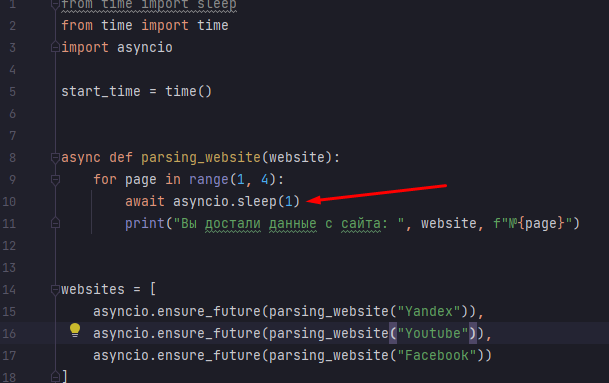 1 from time import sleep
2 from time import time
3 import asyncio
4
5 start_time = time()
6
7
8 async def parsing_website(website):
9     for page in range(1, 4):
10         await asyncio.sleep(1)
11         print("Вы достали данные с сайта: ", website, f"№{page}")
12
13
14 websites = [
15     asyncio.ensure_future(parsing_website("Yandex")),
16     asyncio.ensure_future(parsing_website("Youtube")),
17     asyncio.ensure_future(parsing_website("Facebook"))
18 ]